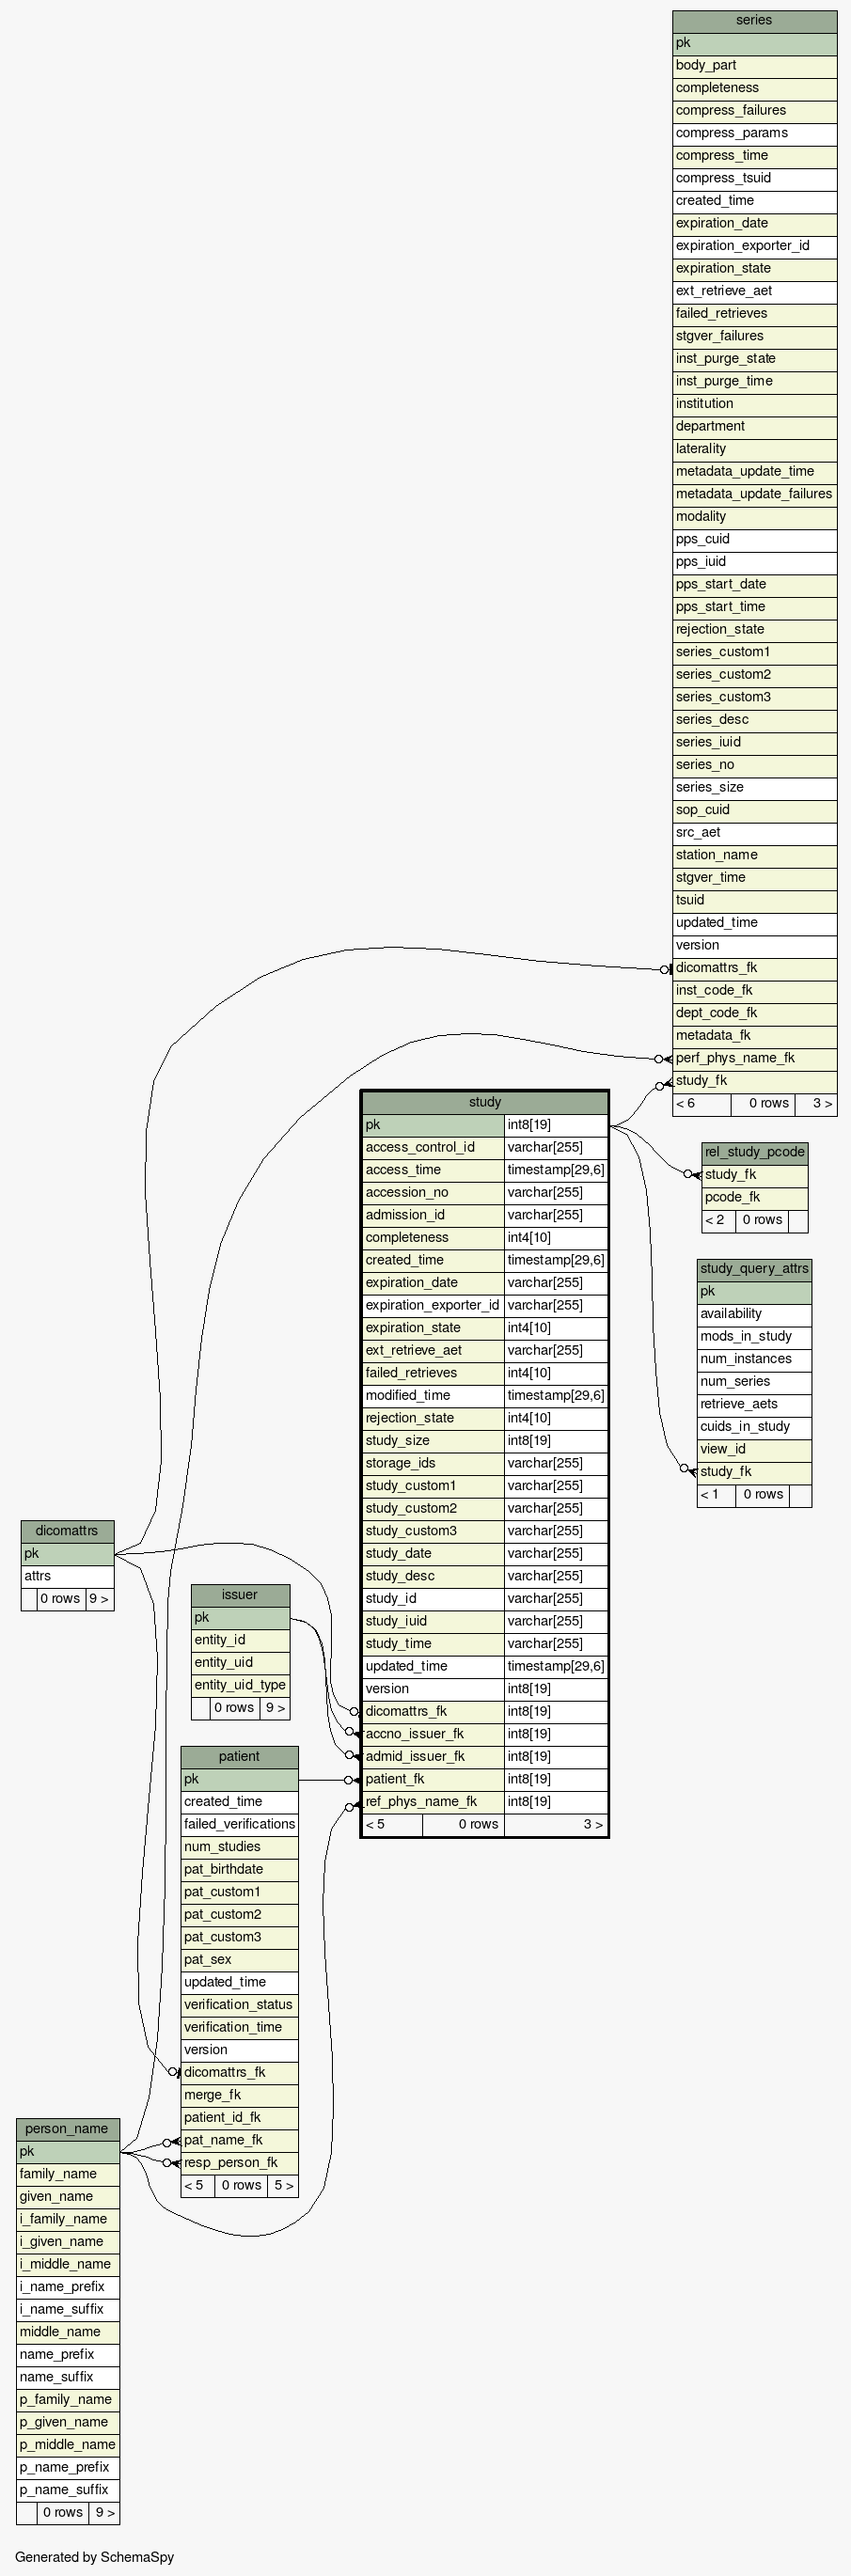 series
pk
body_part
completeness
compress_failures
compress_params
compress_time
compress_tsuid
created_time
expiration_date
expiration_exporter_id
expiration_state
ext_retrieve_aet
failed_retrieves
stgver_failures
inst_purge_state
inst_purge_time
institution
department
laterality
metadata_update_time
metadata_update_failures
modality
pps_cuid
pps_iuid
pps_start_date
pps_start_time
rejection_state
series_custom1
series_custom2
series_custom3
series_desc
series_iuid
series_no
series_size
sop_cuid
src_aet
station_name
stgver_time
tsuid
updated_time
version
dicomattrs_fk
inst_code_fk
dept_code_fk
metadata_fk
perf_phys_name_fk
study_fk
< 6 0 rows 3 >
study
pk int8[19]
access_control_id varchar[255]
access_time timestamp[29,6]
accession_no varchar[255]
admission_id varchar[255]
completeness int4[10]
created_time timestamp[29,6]
expiration_date varchar[255]
expiration_exporter_id varchar[255]
expiration_state int4[10]
ext_retrieve_aet varchar[255]
failed_retrieves int4[10]
modified_time timestamp[29,6]
rejection_state int4[10]
study_size int8[19]
storage_ids varchar[255]
study_custom1 varchar[255]
study_custom2 varchar[255]
study_custom3 varchar[255]
study_date varchar[255]
study_desc varchar[255]
study_id varchar[255]
study_iuid varchar[255]
study_time varchar[255]
updated_time timestamp[29,6]
version int8[19]
dicomattrs_fk int8[19]
accno_issuer_fk int8[19]
admid_issuer_fk int8[19]
patient_fk int8[19]
ref_phys_name_fk int8[19]
< 5 0 rows 3 >
rel_study_pcode
study_fk
pcode_fk
< 2 0 rows
study_query_attrs
pk
availability
mods_in_study
num_instances
num_series
retrieve_aets
cuids_in_study
view_id
study_fk
< 1 0 rows
dicomattrs
pk
attrs
0 rows 9 >
issuer
pk
entity_id
entity_uid
entity_uid_type
0 rows 9 >
patient
pk
created_time
failed_verifications
num_studies
pat_birthdate
pat_custom1
pat_custom2
pat_custom3
pat_sex
updated_time
verification_status
verification_time
version
dicomattrs_fk
merge_fk
patient_id_fk
pat_name_fk
resp_person_fk
< 5 0 rows 5 >
person_name
pk
family_name
given_name
i_family_name
i_given_name
i_middle_name
i_name_prefix
i_name_suffix
middle_name
name_prefix
name_suffix
p_family_name
p_given_name
p_middle_name
p_name_prefix
p_name_suffix
0 rows 9 >
Generated by SchemaSpy